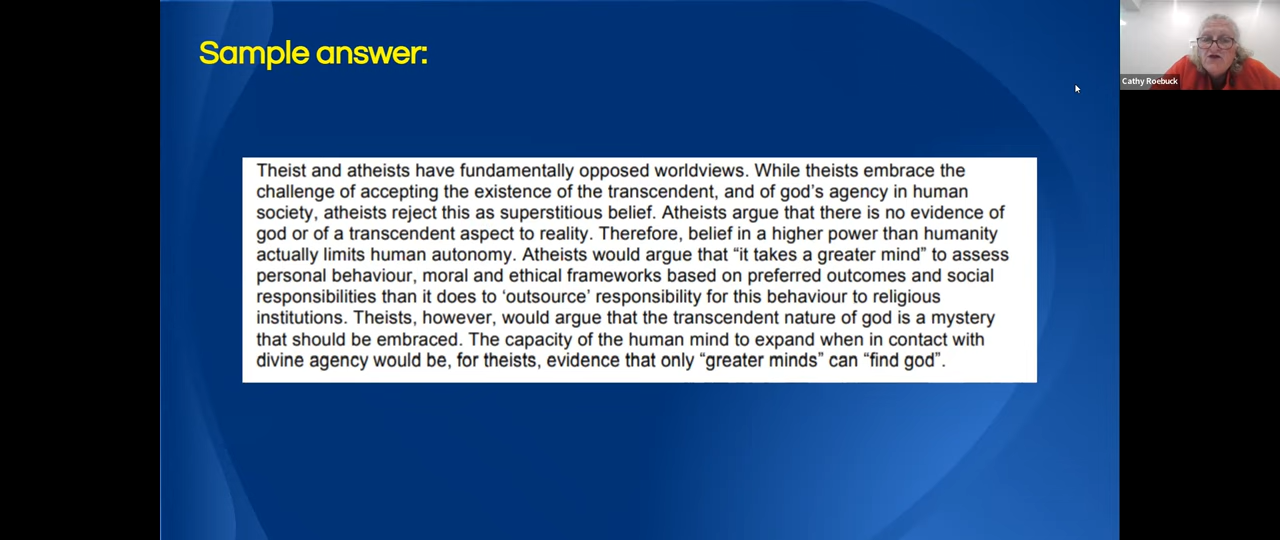 Sample answer:
Cathy Roebuck
Theist and atheists have fundamentally opposed worldviews. While theists embrace the
challenge of accepting the existence of the transcendent, and of god's agency in human
society, atheists reject this as superstitious belief. Atheists argue that there is no evidence of
god or of a transcendent aspect to reality. Therefore, belief in a higher power than humanity
actually limits human autonomy. Atheists would argue that “it takes a greater mind” to assess
personal behaviour, moral and ethical frameworks based on preferred outcomes and social
responsibilities than it does to ‘outsource’ responsibility for this behaviour to religious
institutions. Theists, however, would argue that the transcendent nature of god is a mystery
that should be embraced. The capacity of the human mind to expand when in contact with
divine agency would be, for theists, evidence that only “greater minds” can “find god”.